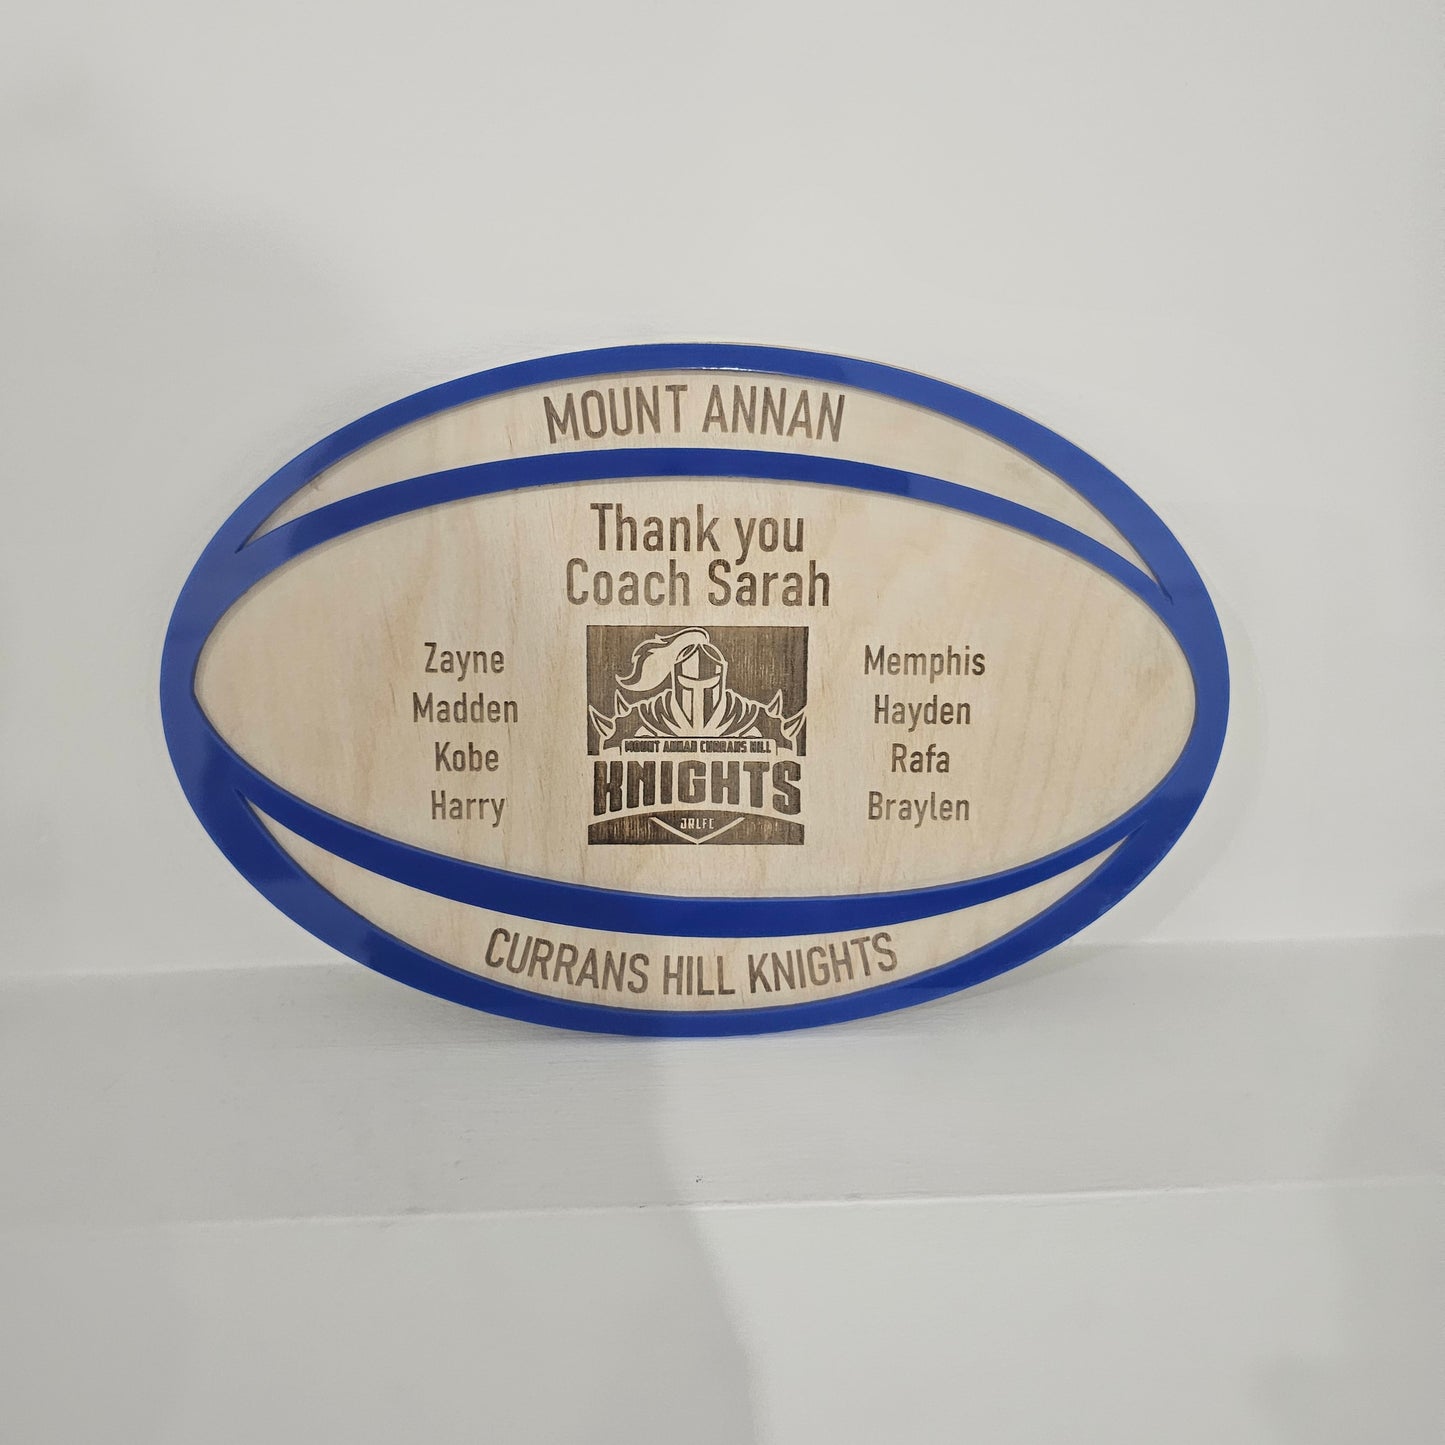 MOUNT ANNAN
Thank you
Coach Sarah
Zayne
Madden
Kobe
Harry
MOUNT ANNAN CURRANS HILL
KNIGHTS
JRLFC
Memphis
Hayden
Rafa
Braylen
CURRANS HILL KNIGHTS